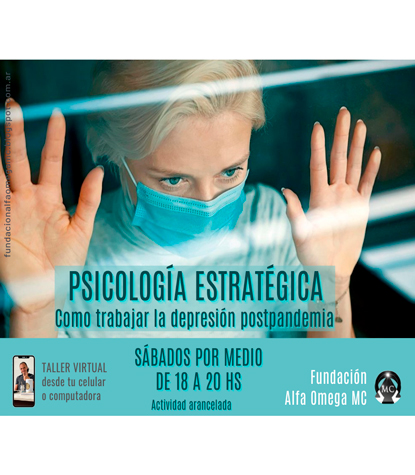 PSICOLOGÍA ESTRATÉGICA
Como trabajar la depresión postpandemia
TALLER VIRTUAL
desde tu celular
o computadora
SÁBADOS POR MEDIO
DE 18 A 20 HS
Actividad arancelada
Fundación
Alfa Omega MC
MC